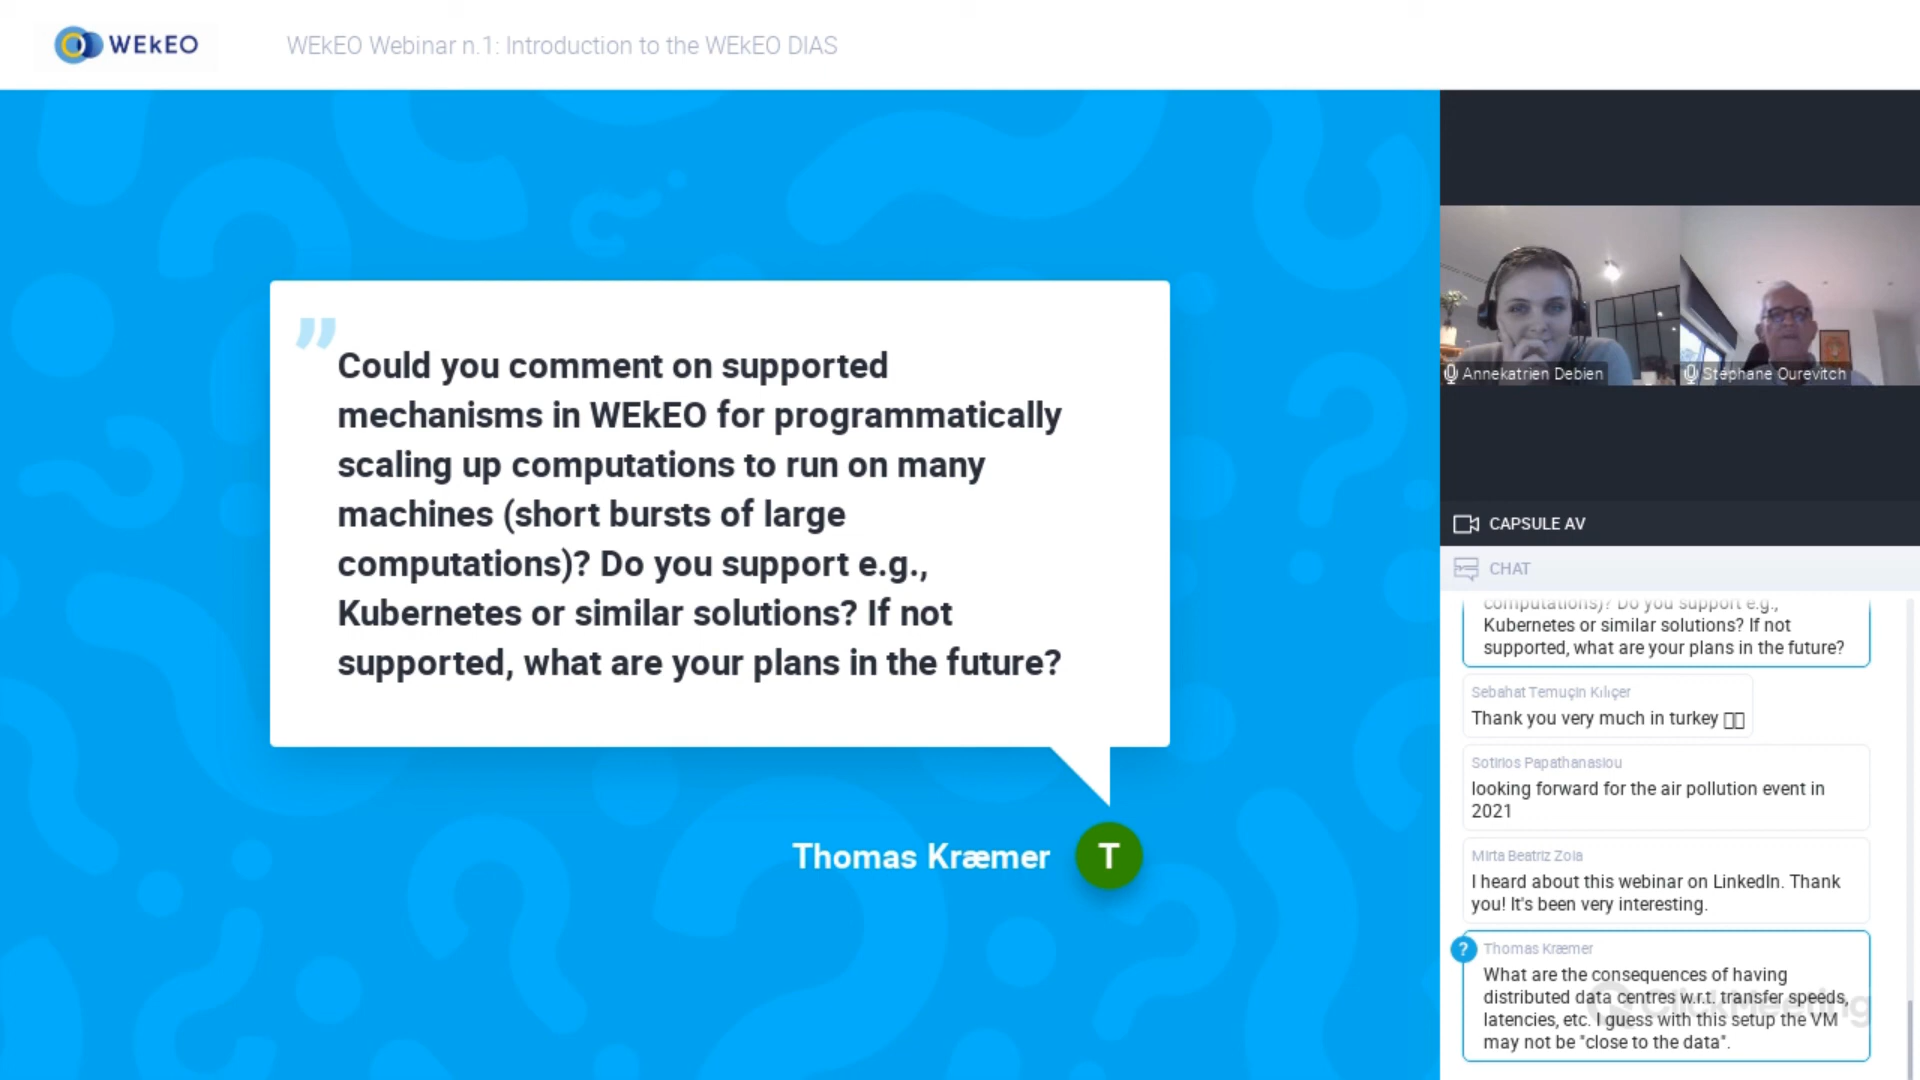 WEkEO
WEkEO Webinar n.1: Introduction to the WEkEO DIAS
”
Could you comment on supported
mechanisms in WEkEO for programmatically
scaling up computations to run on many
machines (short bursts of large
computations)? Do you support e.g.,
Kubernetes or similar solutions? If not
supported, what are your plans in the future?
Thomas Kræmer
T
Annekatrien Debien
Stéphane Ourevitch
CAPSULE AV
CHAT
computations)? Do you support e.g.,
Kubernetes or similar solutions? If not
supported, what are your plans in the future?
Sebahat Temuçin Kılıçer
Thank you very much in turkey
Sotirios Papathanasiou
looking forward for the air pollution event in
2021
Mirta Beatriz Zola
I heard about this webinar on LinkedIn. Thank
you! It's been very interesting.
?
Thomas Kræmer
What are the consequences of having
distributed data centres w.r.t. transfer speeds,
latencies, etc. I guess with this setup the VM
may not be "close to the data".
ClickMeeting